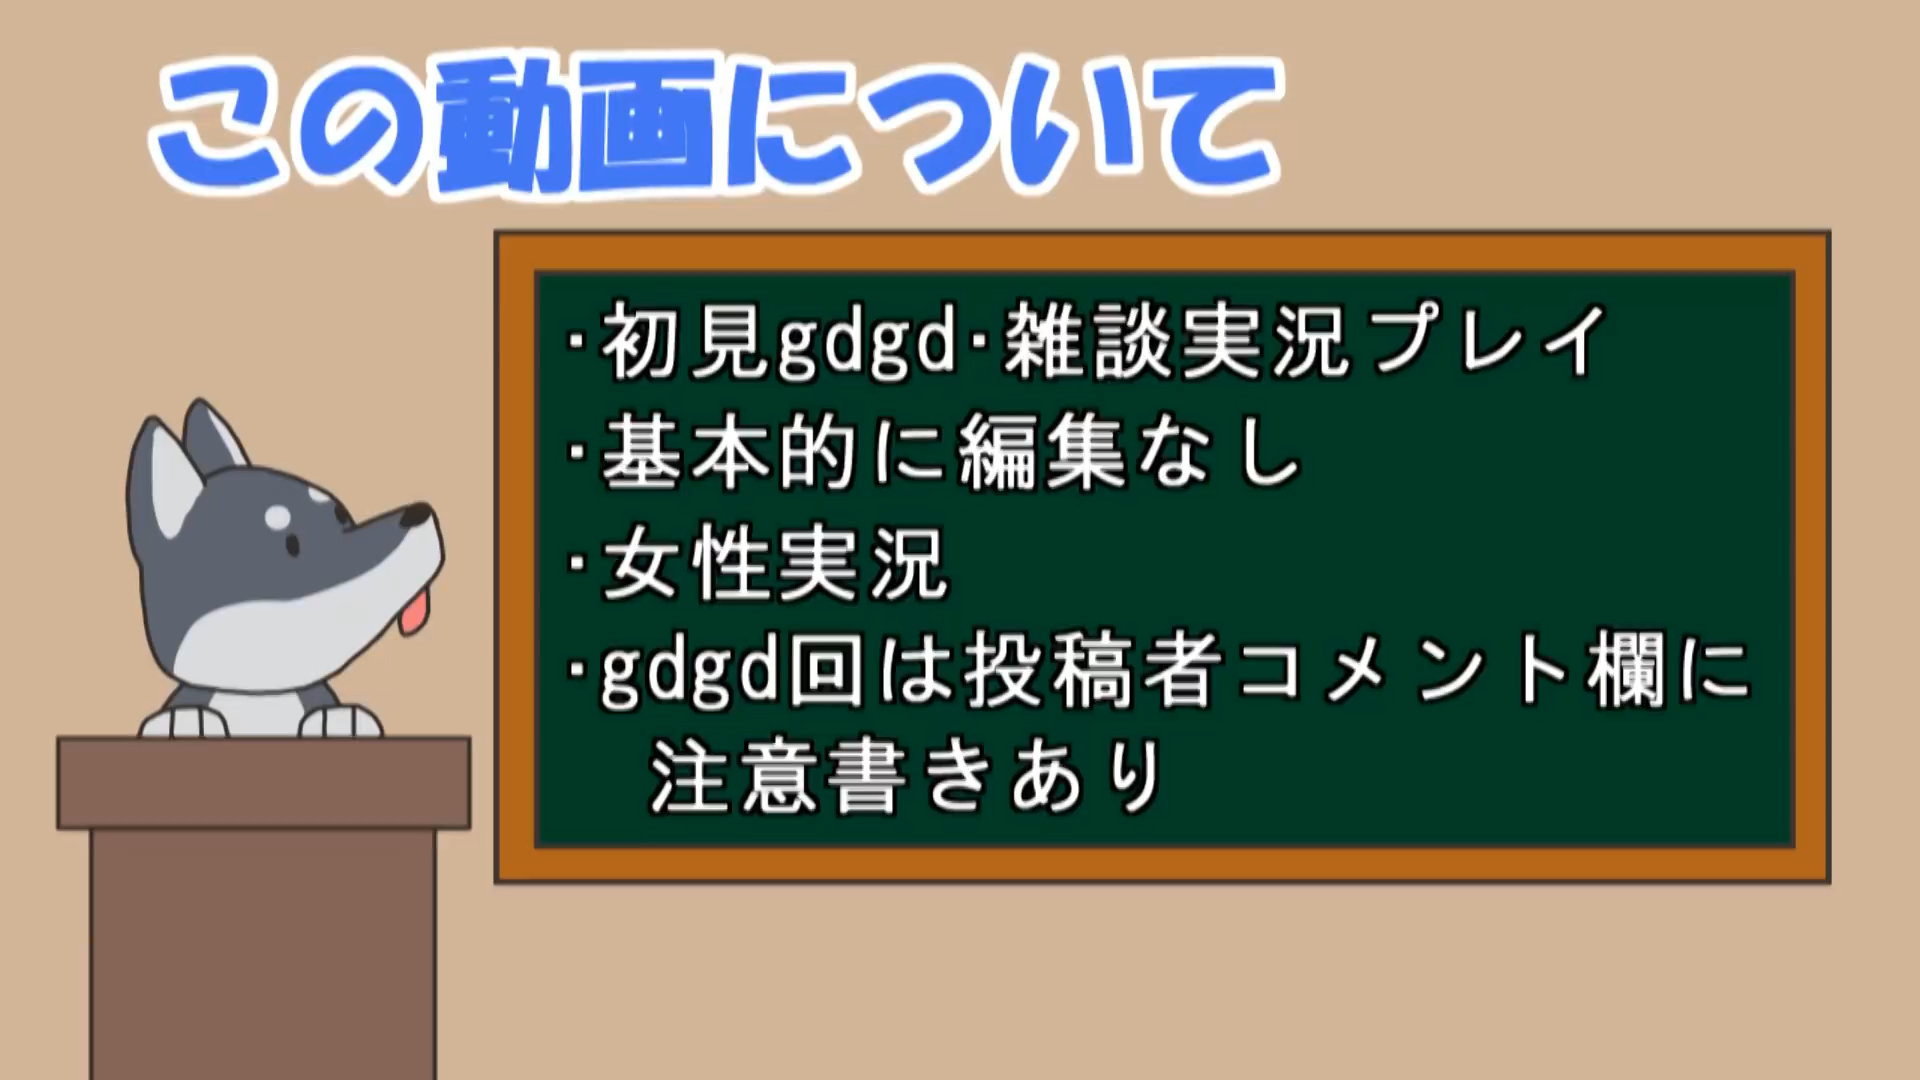 この動画について
・初見gdgd・雑談実況プレイ
・基本的に編集なし
・女性実況
・gdgd回は投稿者コメント欄に
注意書きあり